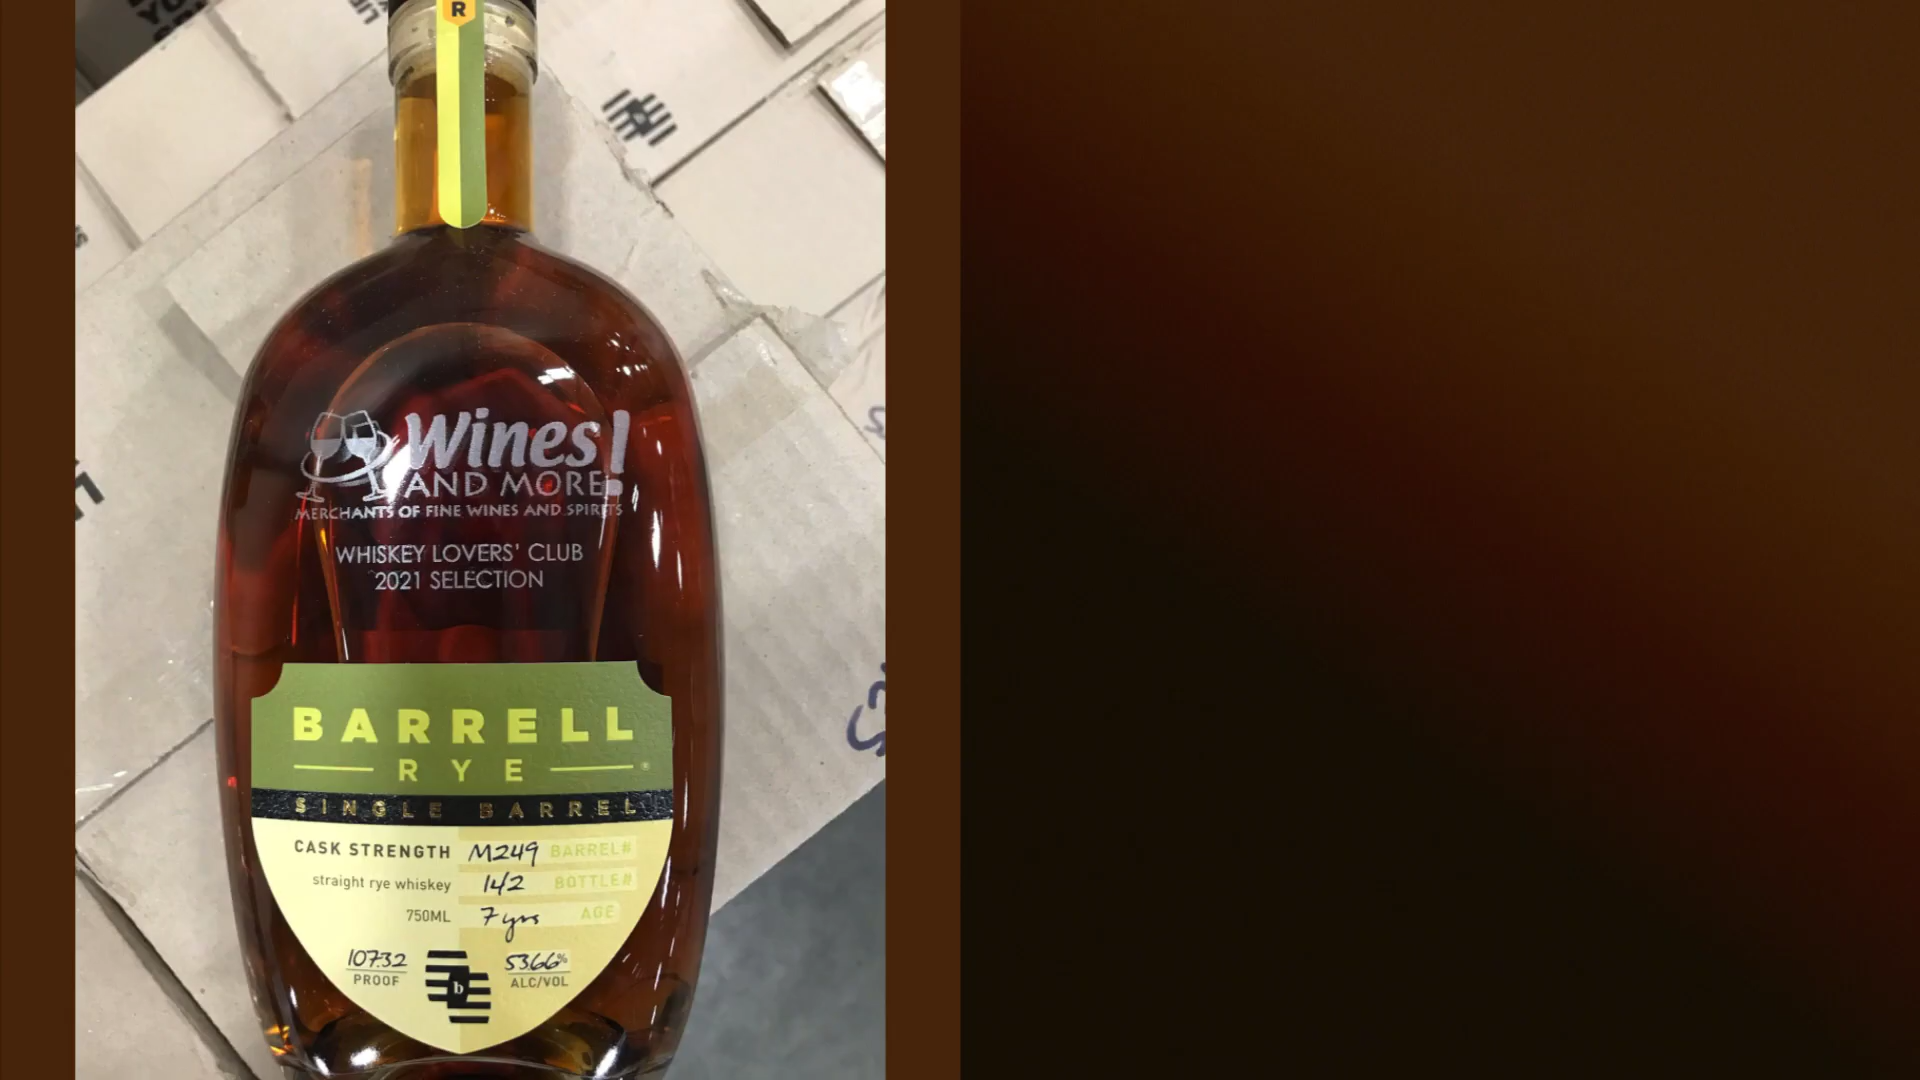 R
Wines!
AND MORE
MERCHANTS OF FINE WINES AND SPIRITS
WHISKEY LOVERS' CLUB
2021 SELECTION
BARRELL
RYE
SINGLE BARREL
CASK STRENGTH M249 BARREL#
straight rye whiskey 142 BOTTLE#
750ML 7 yrs AGE
107.32 53.66%
PROOF ALC/VOL
b